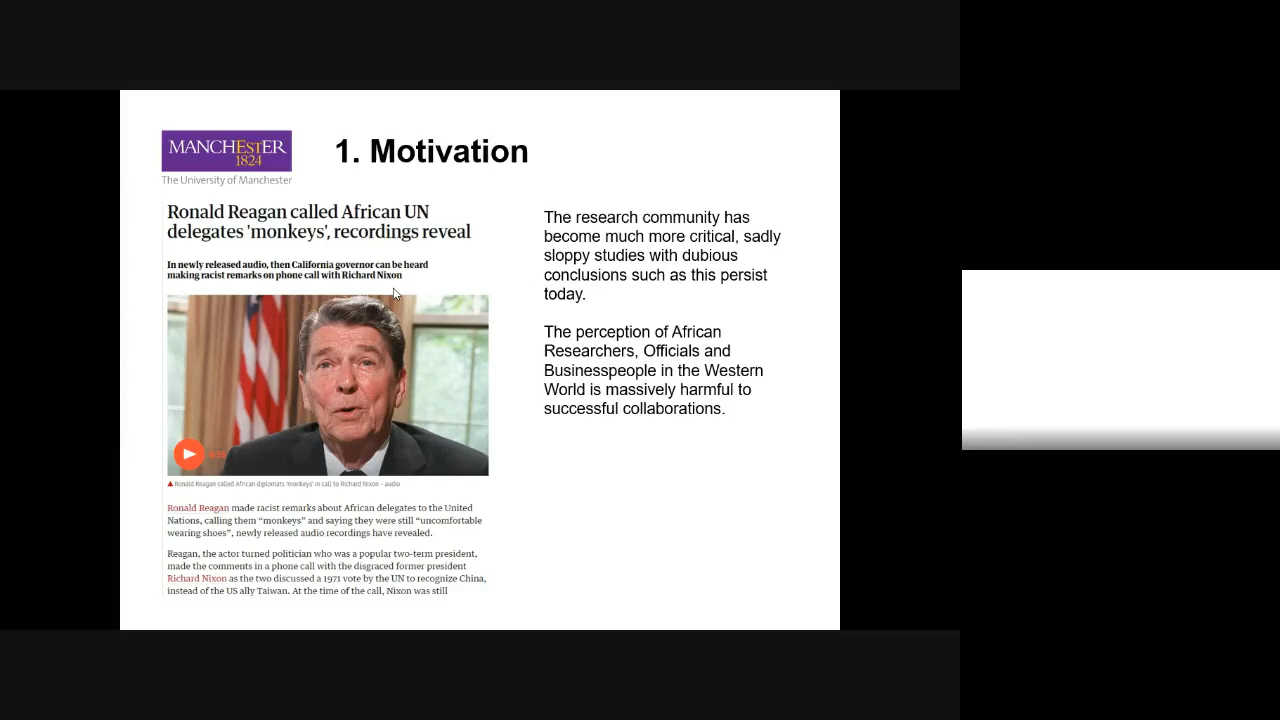 MANCHEstER
1824
The University of Manchester
1. Motivation
Ronald Reagan called African UN
delegates 'monkeys', recordings reveal
In newly released audio, then California governor can be heard
making racist remarks on phone call with Richard Nixon
Ronald Reagan called African diplomats 'monkeys' in call to Richard Nixon - audio
Ronald Reagan made racist remarks about African delegates to the United
Nations, calling them “monkeys” and saying they were still “uncomfortable
wearing shoes”, newly released audio recordings have revealed.
Reagan, the actor turned politician who was a popular two-term president,
made the comments in a phone call with the disgraced former president
Richard Nixon as the two discussed a 1971 vote by the UN to recognize China,
instead of the US ally Taiwan. At the time of the call, Nixon was still
The research community has
become much more critical, sadly
sloppy studies with dubious
conclusions such as this persist
today.
The perception of African
Researchers, Officials and
Businesspeople in the Western
World is massively harmful to
successful collaborations.